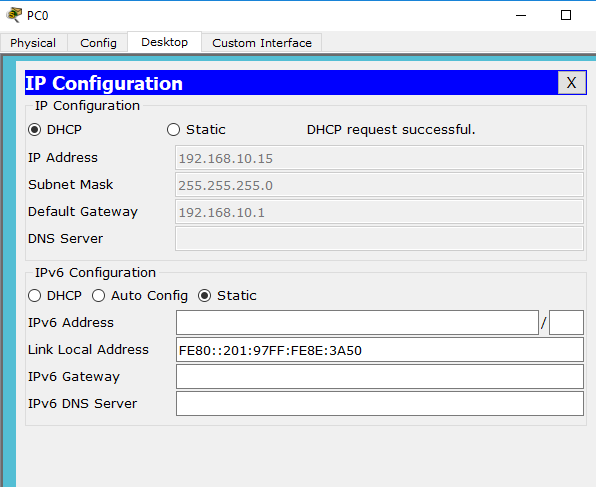 PC0
Physical Config Desktop Custom Interface
IP Configuration X
IP Configuration
DHCP Static DHCP request successful.
IP Address 192.168.10.15
Subnet Mask 255.255.255.0
Default Gateway 192.168.10.1
DNS Server
IPv6 Configuration
DHCP Auto Config Static
IPv6 Address /
Link Local Address FE80::201:97FF:FE8E:3A50
IPv6 Gateway
IPv6 DNS Server